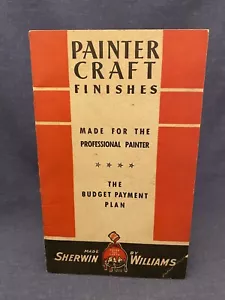 PAINTER
CRAFT
FINISHES
MADE FOR THE
PROFESSIONAL PAINTER
THE
BUDGET PAYMENT
PLAN
MADE BY
SHERWIN WILLIAMS